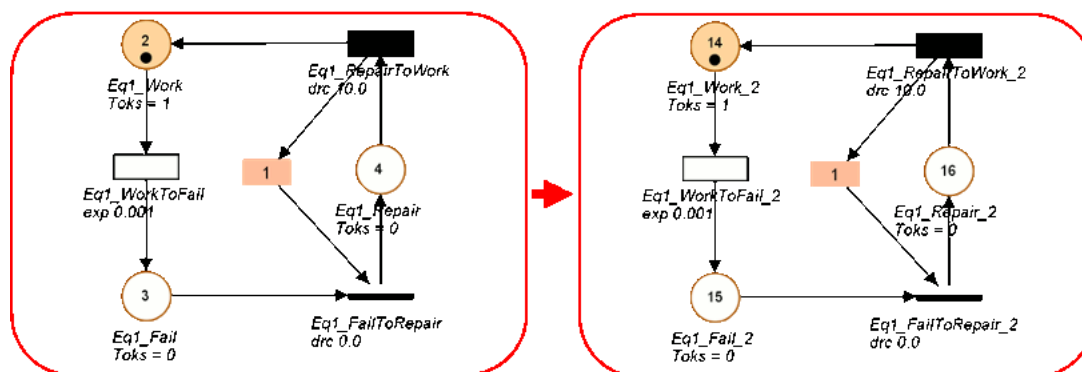 2
Eq1_Work
Toks = 1
Eq1_RepairToWork
drc 10.0
1
4
Eq1_WorkToFail
exp 0.001
Eq1_Repair
Toks = 0
3
Eq1_Fail
Toks = 0
Eq1_FailToRepair
drc 0.0
14
Eq1_Work_2
Toks = 1
Eq1_RepairToWork_2
drc 10.0
1
16
Eq1_WorkToFail_2
exp 0.001
Eq1_Repair_2
Toks = 0
15
Eq1_Fail_2
Toks = 0
Eq1_FailToRepair_2
drc 0.0